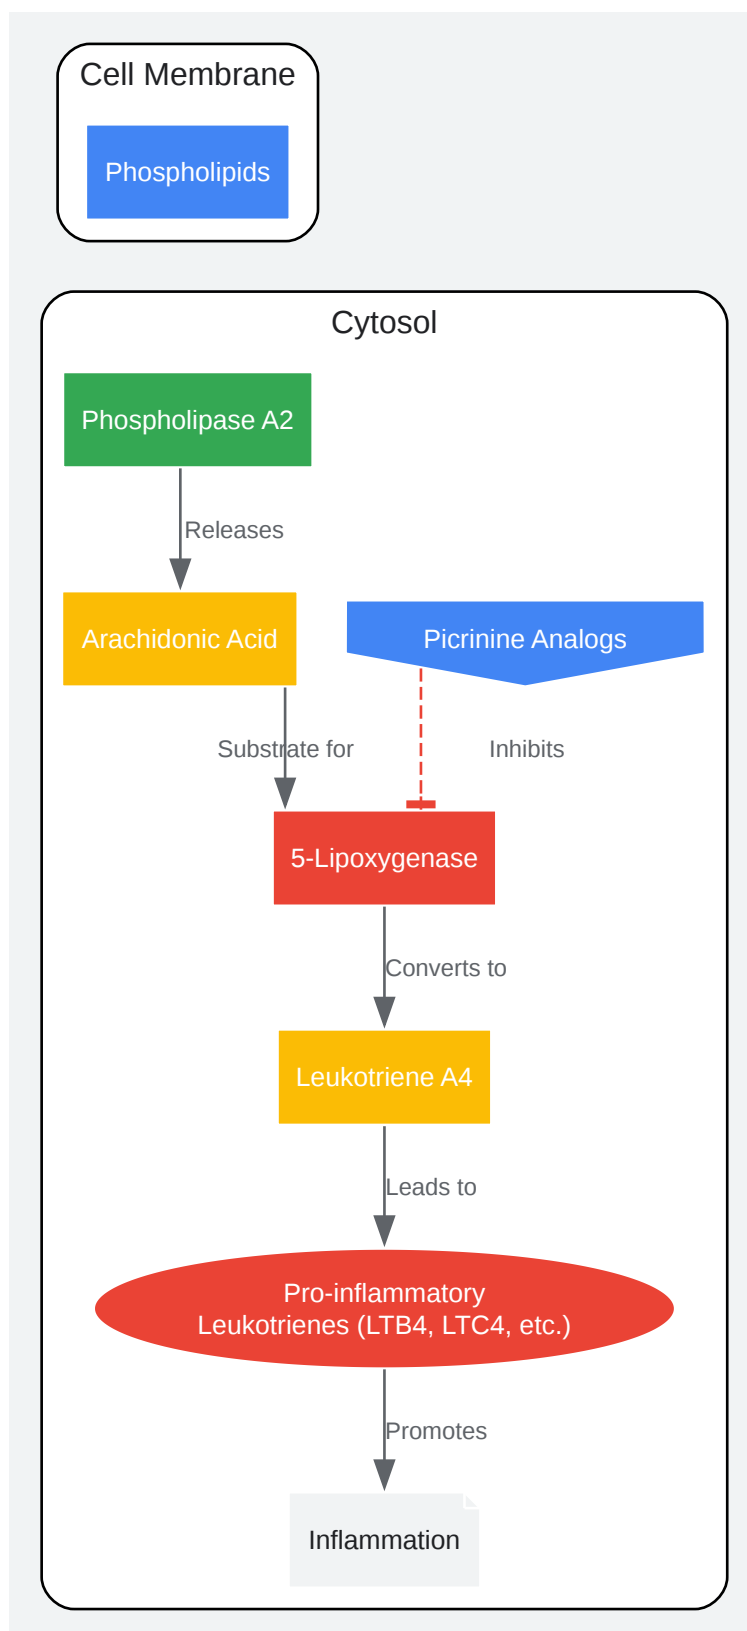 Cell Membrane
Phospholipids
Cytosol
Phospholipase A2
Releases
Arachidonic Acid
Picrinine Analogs
Substrate for
Inhibits
5-Lipoxygenase
Converts to
Leukotriene A4
Leads to
Pro-inflammatory
Leukotrienes (LTB4, LTC4, etc.)
Promotes
Inflammation